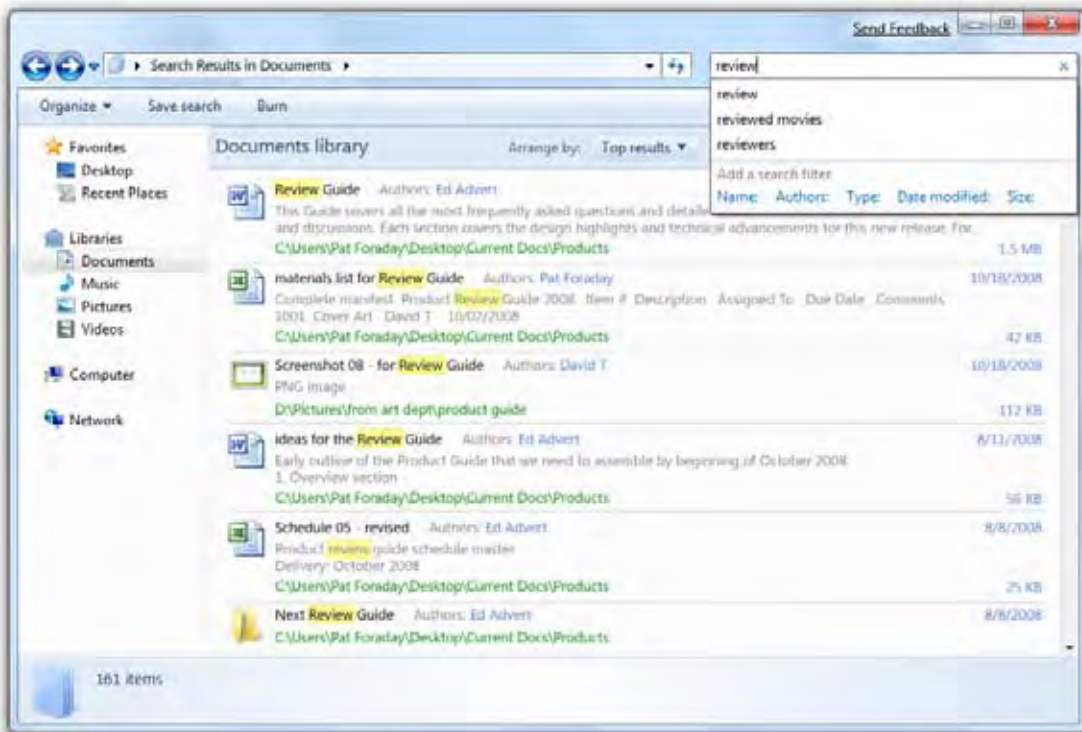 Send Feedback
Search Results in Documents
review
Organize Save search Burn
review
reviewed movies
reviewers
Add a search filter
Name: Authors: Type: Date modified: Size:
Favorites
Desktop
Recent Places
Libraries
Documents
Music
Pictures
Videos
Computer
Network
Documents library Arrange by: Top results
Review Guide Authors: Ed Advert
This Guide covers all the most frequently asked questions and
and discussions. Each section covers the design highlights and technical advancements for this new release. For
C:\Users\Pat Foraday\Desktop\Current Docs\Products 1.5 MB
materials list for Review Guide Authors: Pat Foraday 10/18/2008
Complete manifest Product Review Guide 2008 Item # Description Assigned To Due Date Comments
1001 Cover Art David T 10/02/2008
C:\Users\Pat Foraday\Desktop\Current Docs\Products 42 KB
Screenshot 08 - for Review Guide Authors: David T 10/18/2008
PNG image
D:\Pictures\from art dept\product guide 112 KB
ideas for the Review Guide Authors: Ed Advert 8/11/2008
Early outline of the Product Guide that we need to assemble by beginning of October 2008
1. Overview section
C:\Users\Pat Foraday\Desktop\Current Docs\Products 56 KB
Schedule 05 - revised Authors: Ed Advert 8/8/2008
Product review guide schedule master
Delivery: October 2008
C:\Users\Pat Foraday\Desktop\Current Docs\Products 25 KB
Next Review Guide Authors: Ed Advert 8/8/2008
C:\Users\Pat Foraday\Desktop\Current Docs\Products
161 items